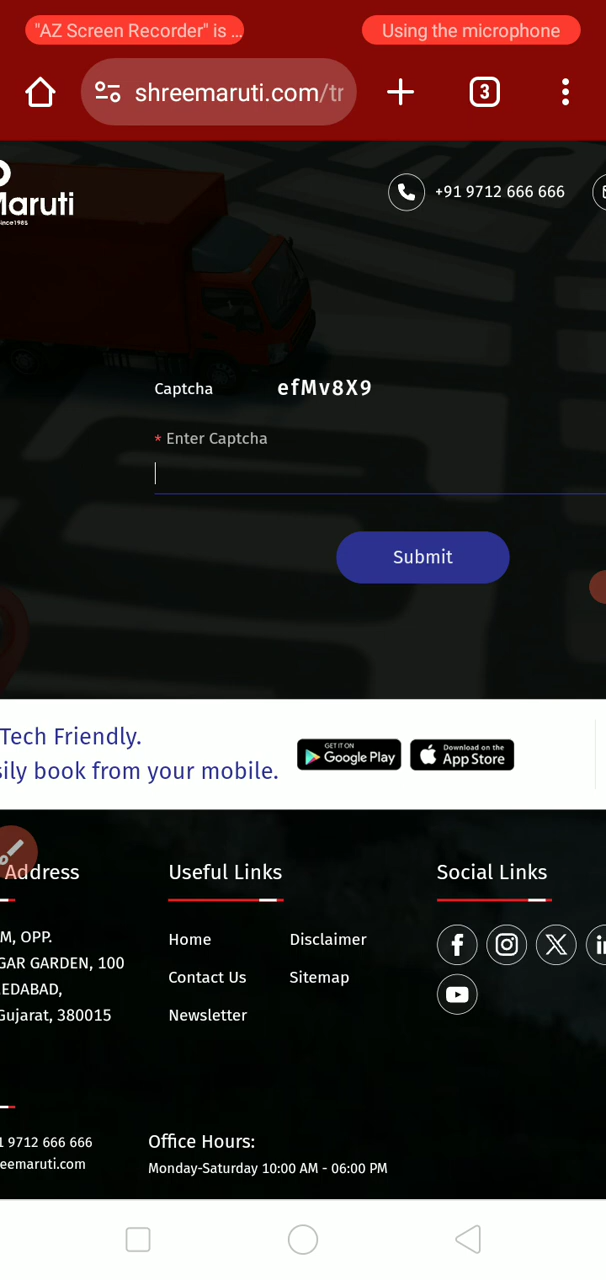 "AZ Screen Recorder" is ...
Using the microphone
shreemaruti.com/tr
3
Maruti
Since1985
+91 9712 666 666
Captcha
efMv8X9
* Enter Captcha
Submit
Tech Friendly.
sily book from your mobile.
GET IT ON
Google Play
Download on the
App Store
Address
Useful Links
Social Links
M, OPP.
GAR GARDEN, 100
EDABAD,
Gujarat, 380015
Home
Disclaimer
Contact Us
Sitemap
Newsletter
1 9712 666 666
eemaruti.com
Office Hours:
Monday-Saturday 10:00 AM - 06:00 PM